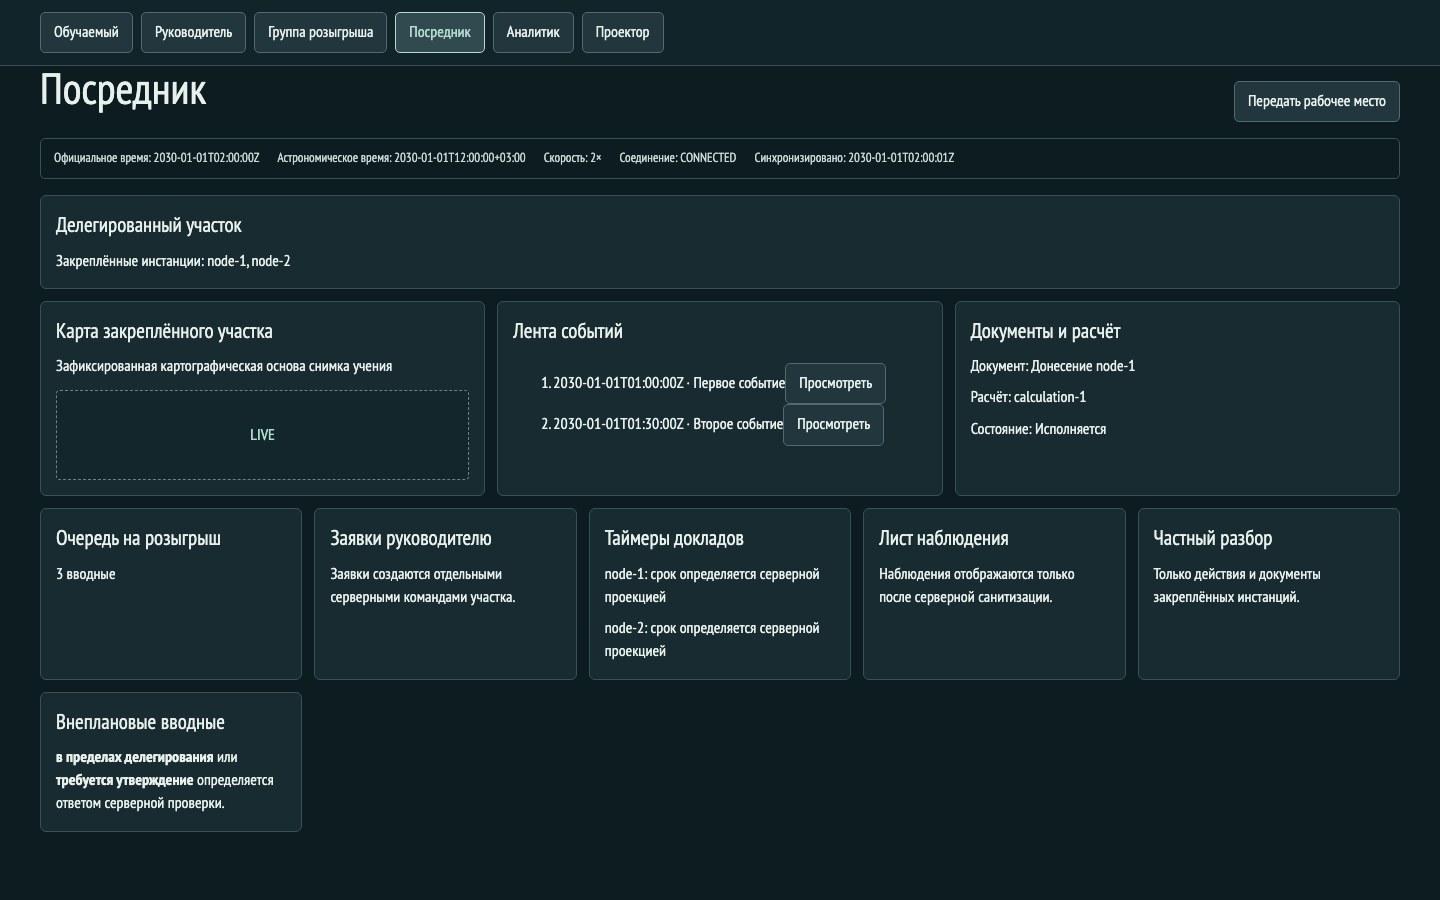 Обучаемый
Руководитель
Группа розыгрыша
Посредник
Аналитик
Проектор
Посредник
Передать рабочее место
Официальное время: 2030-01-01T02:00:00Z
Астрономическое время: 2030-01-01T12:00:00+03:00
Скорость: 2×
Соединение: CONNECTED
Синхронизировано: 2030-01-01T02:00:01Z
Делегированный участок
Закреплённые инстанции: node-1, node-2
Карта закреплённого участка
Зафиксированная картографическая основа снимка учения
LIVE
Лента событий
1. 2030-01-01T01:00:00Z · Первое событие
Просмотреть
2. 2030-01-01T01:30:00Z · Второе событие
Просмотреть
Документы и расчёт
Документ: Донесение node-1
Расчёт: calculation-1
Состояние: Исполняется
Очередь на розыгрыш
3 вводные
Заявки руководителю
Заявки создаются отдельными
серверными командами участка.
Таймеры докладов
node-1: срок определяется серверной
проекцией
node-2: срок определяется серверной
проекцией
Лист наблюдения
Наблюдения отображаются только
после серверной санитизации.
Частный разбор
Только действия и документы
закреплённых инстанций.
Внеплановые вводные
в пределах делегирования или
требуется утверждение определяется
ответом серверной проверки.